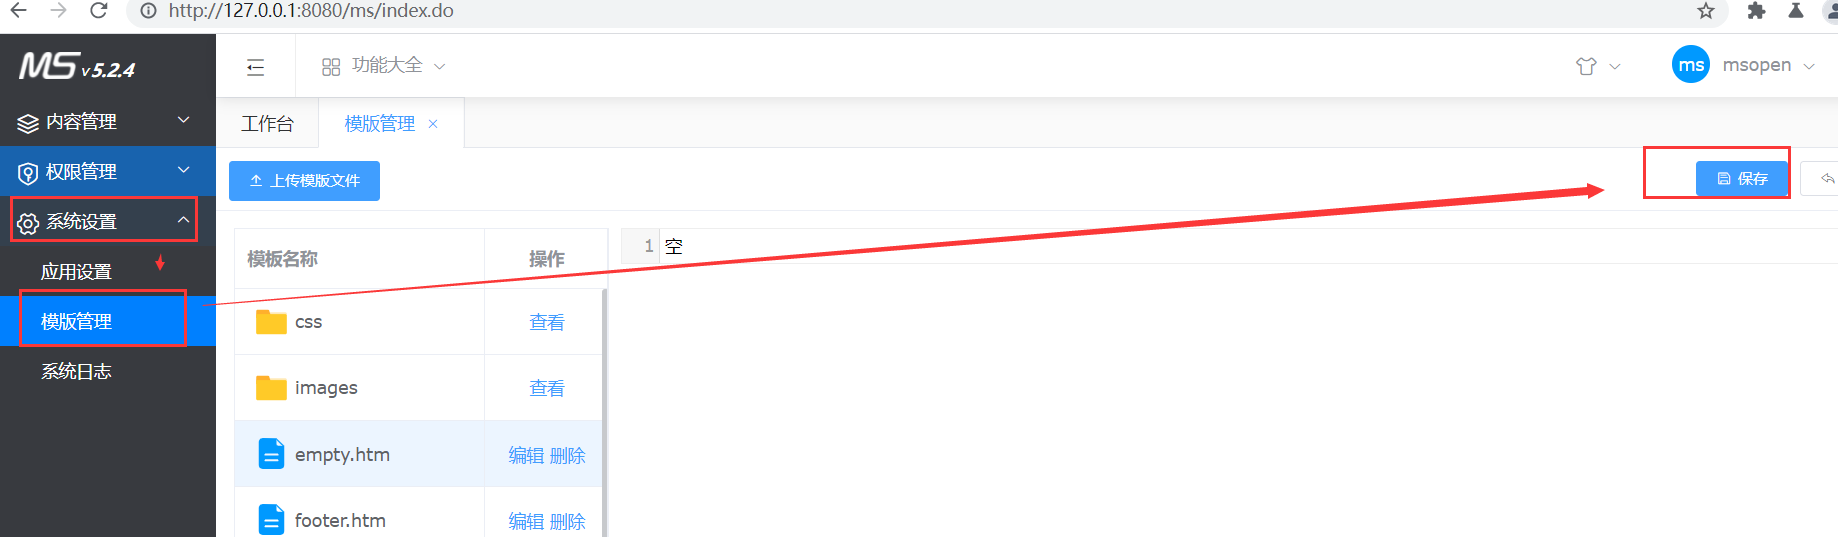 http://127.0.0.1:8080/ms/index.do
MS v 5.2.4
功能大全
ms msopen
内容管理
工作台 模版管理 ×
权限管理
上传模版文件
保存
系统设置
应用设置
模版管理
系统日志
模板名称 操作
1 空
css 查看
images 查看
empty.htm 编辑 删除
footer.htm 编辑 删除